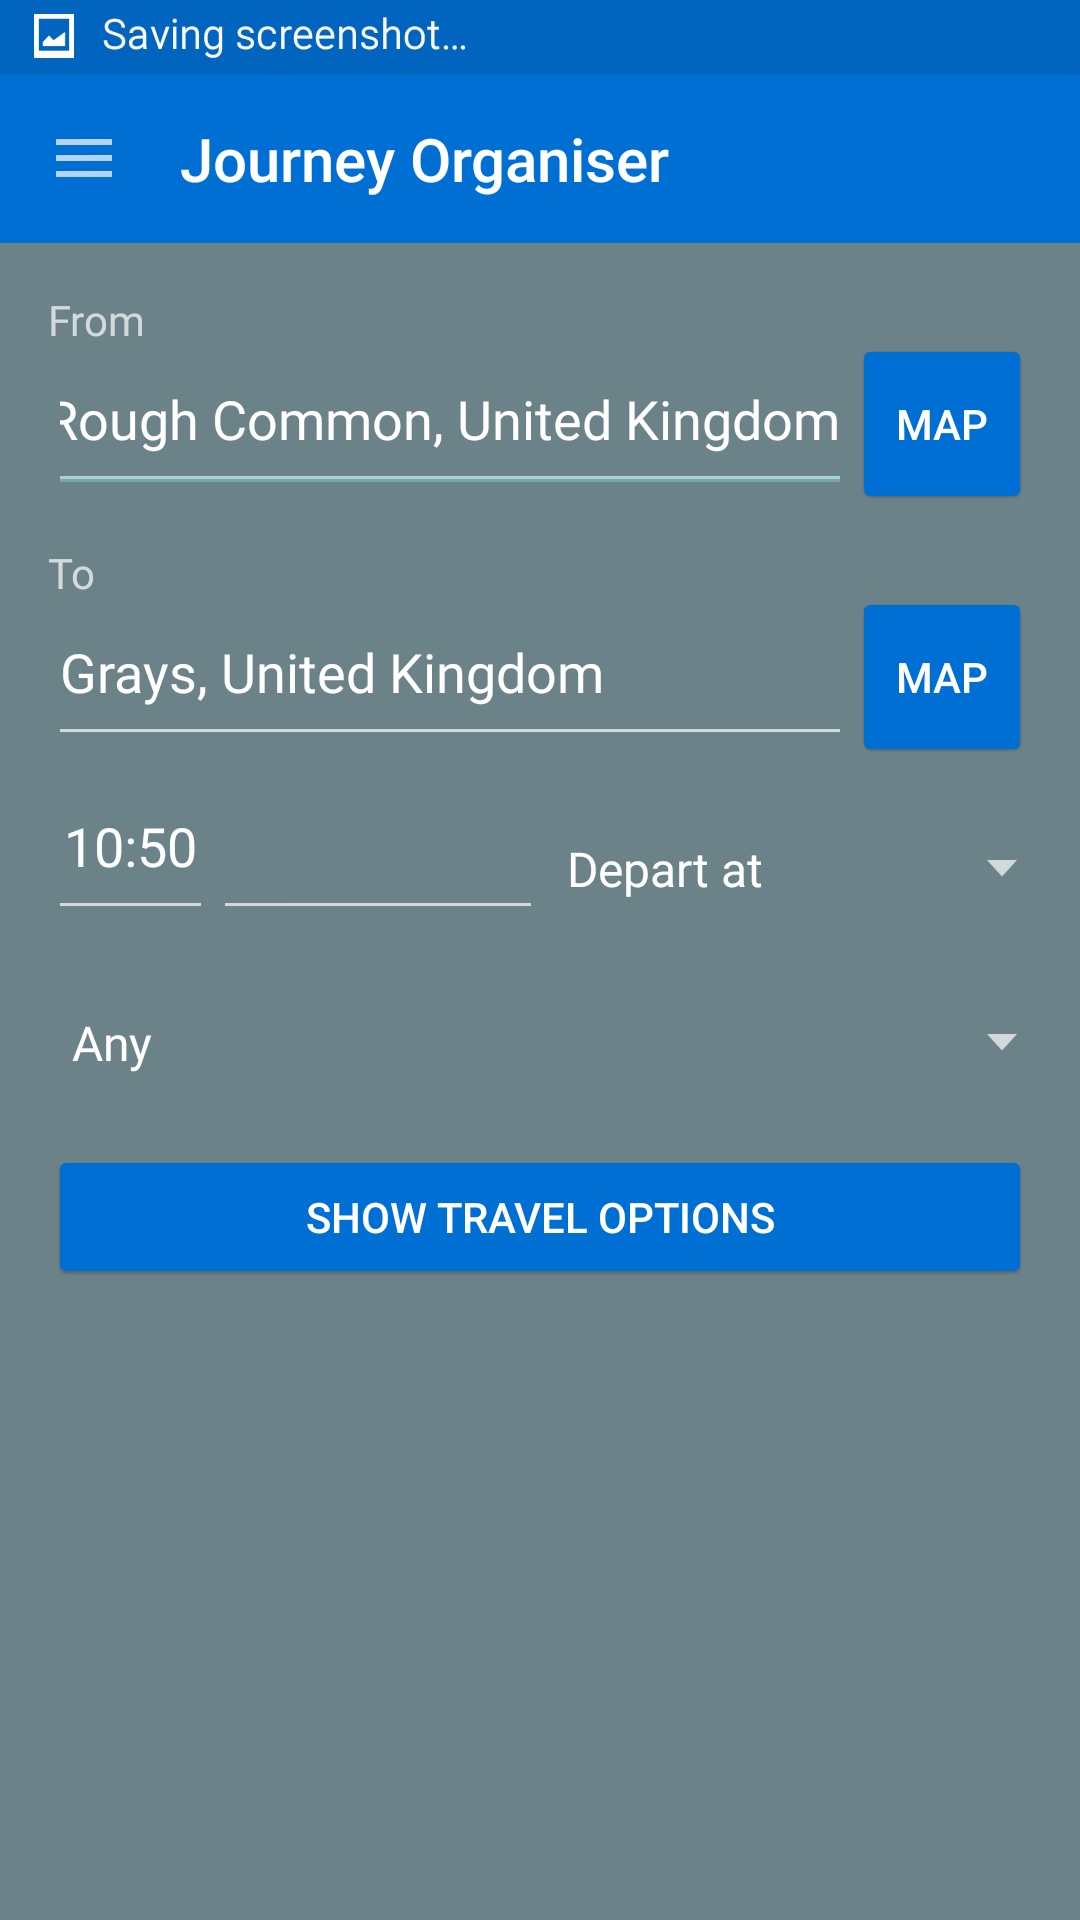 Saving screenshot...
Journey Organiser
From
Rough Common, United Kingdom
MAP
To
Grays, United Kingdom
MAP
10:50
Depart at
Any
SHOW TRAVEL OPTIONS